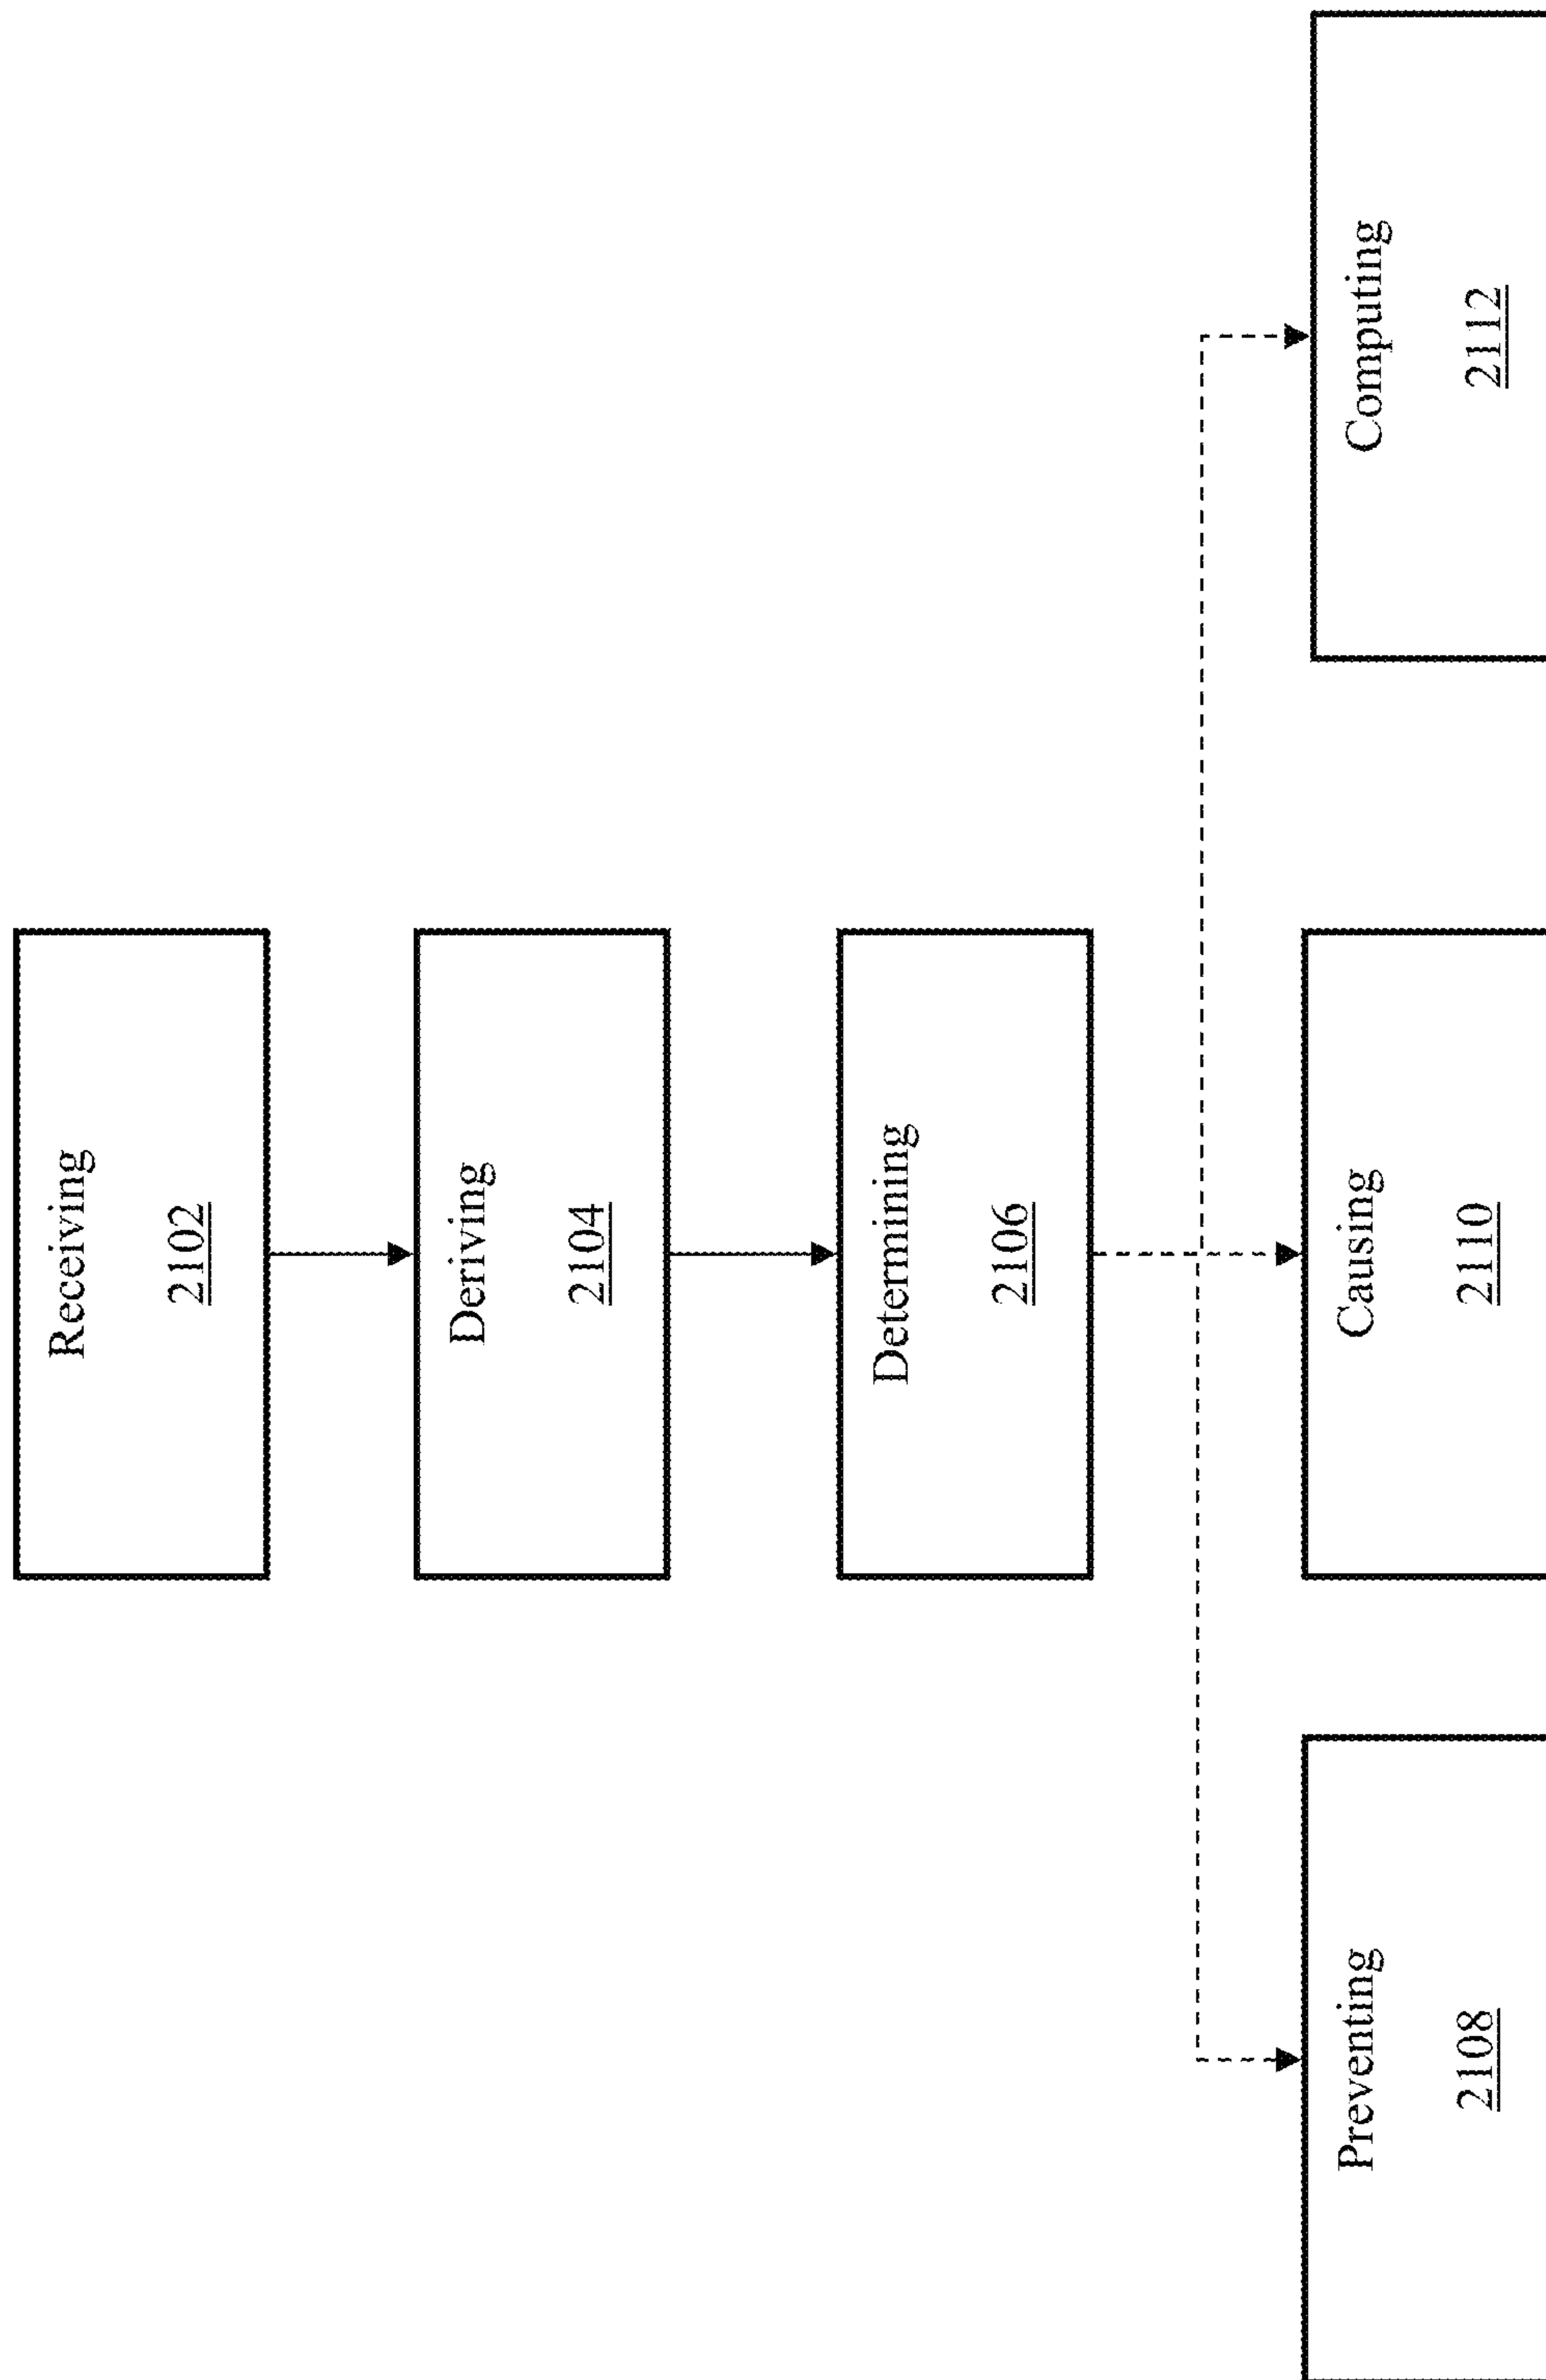 Receiving
2102
Deriving
2104
Determining
2106
Preventing
2108
Causing
2110
Computing
2112